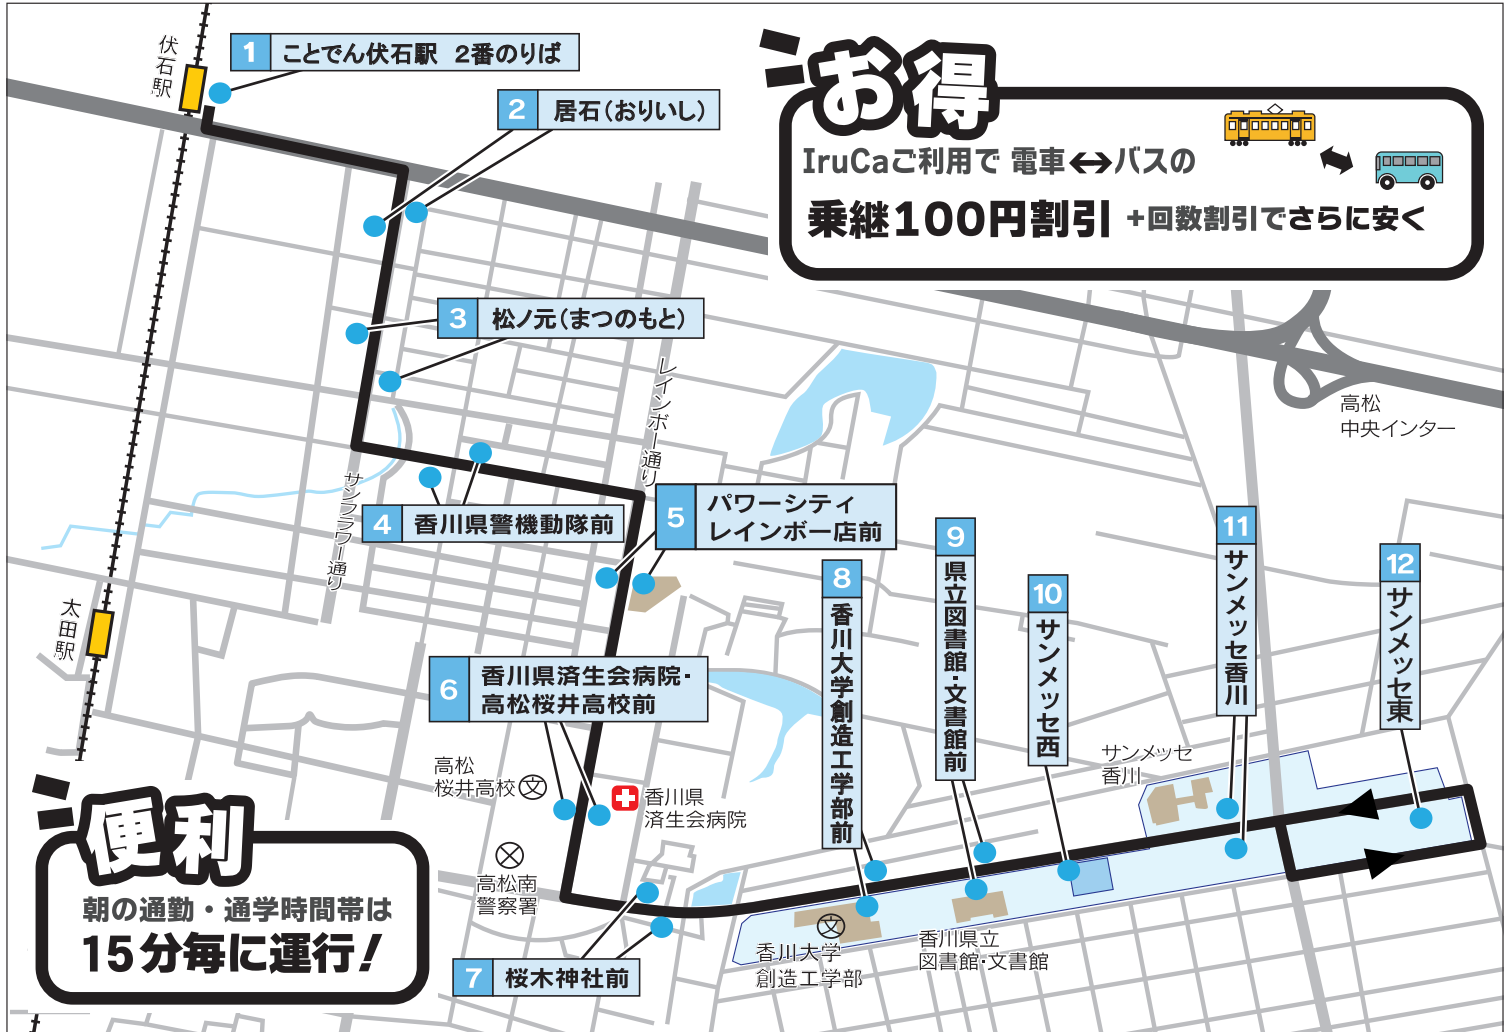 伏石駅
1 ことでん伏石駅 2番のりば
2 居石(おりいし)
お得
IruCaご利用で 電車↔バスの
乗継100円割引 +回数割引でさらに安く
3 松ノ元(まつのもと)
レインボー通り
高松
中央インター
サンフラワー通り
4 香川県警機動隊前
5 パワーシティ
レインボー店前
太田駅
6 香川県済生会病院・
高松桜井高校前
8 香川大学創造工学部前
9 県立図書館・文書館前
10 サンメッセ西
11 サンメッセ香川
12 サンメッセ東
高松
桜井高校 文
香川県
済生会病院
サンメッセ
香川
高松南
警察署
便利
朝の通勤・通学時間帯は
15分毎に運行!
7 桜木神社前
文
香川大学
創造工学部
香川県立
図書館・文書館